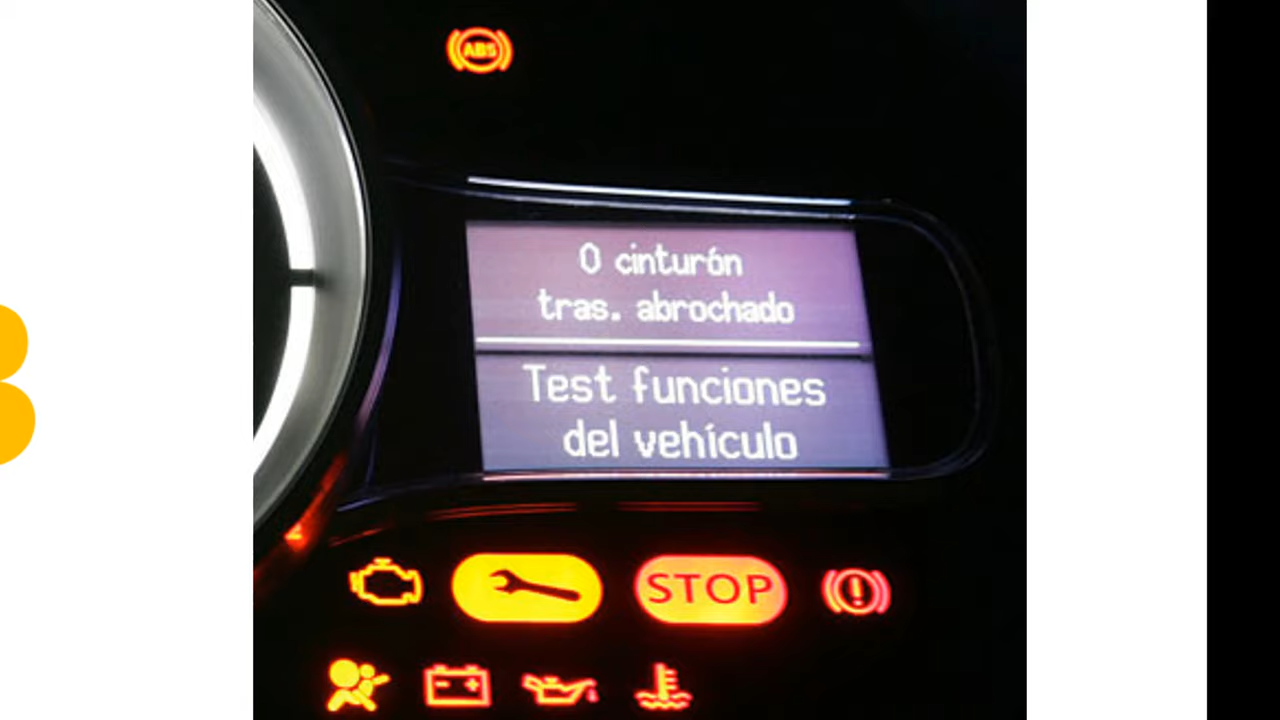 ABS
0 cinturón
tras. abrochado
Test funciones
del vehículo
STOP